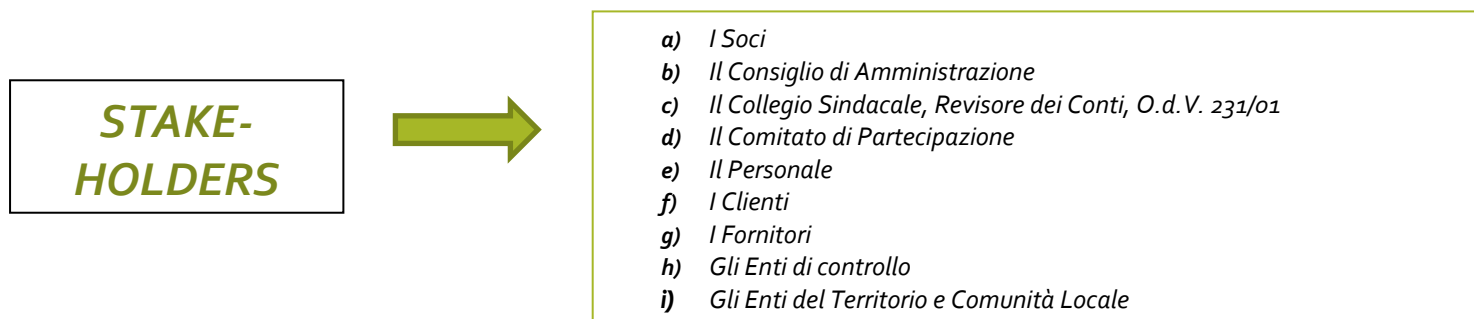 STAKE-
HOLDERS
a) I Soci
b) Il Consiglio di Amministrazione
c) Il Collegio Sindacale, Revisore dei Conti, O.d.V. 231/01
d) Il Comitato di Partecipazione
e) Il Personale
f) I Clienti
g) I Fornitori
h) Gli Enti di controllo
i) Gli Enti del Territorio e Comunità Locale